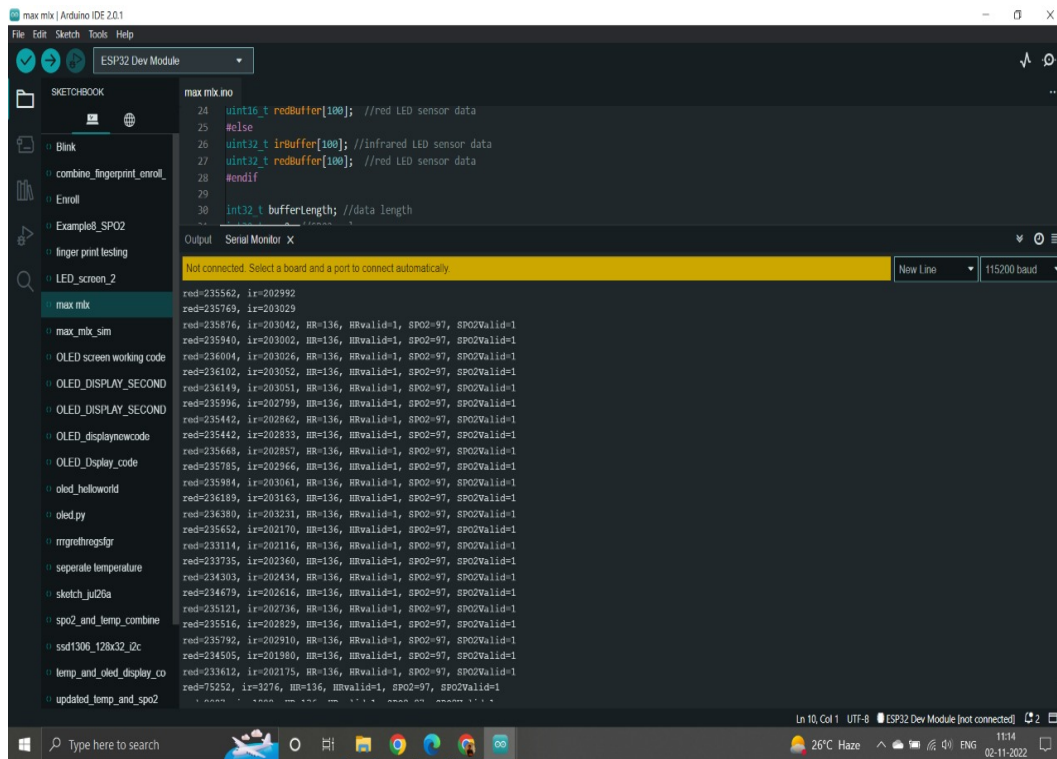 max mlx | Arduino IDE 2.0.1
File Edit Sketch Tools Help
ESP32 Dev Module
SKETCHBOOK
Blink
combine_fingerprint_enroll_
Enroll
Example8_SPO2
finger print testing
LED_screen_2
max mlx
max_mlx_sim
OLED screen working code
OLED_DISPLAY_SECOND
OLED_DISPLAY_SECOND
OLED_displaynewcode
OLED_Dsplay_code
oled_helloworld
oled.py
rrrgrethregsfgr
seperate temperature
sketch_jul26a
spo2_and_temp_combine
ssd1306_128x32_i2c
temp_and_oled_display_co
updated_temp_and_spo2
max mlx.ino
24 uint16_t redBuffer[100]; //red LED sensor data
25 #else
26 uint32_t irBuffer[100]; //infrared LED sensor data
27 uint32_t redBuffer[100]; //red LED sensor data
28 #endif
29
30 int32_t bufferLength; //data length
Output Serial Monitor X
Not connected. Select a board and a port to connect automatically.
New Line 115200 baud
red=235562, ir=202992
red=235769, ir=203029
red=235876, ir=203042, HR=136, HRvalid=1, SPO2=97, SPO2Valid=1
red=235940, ir=203002, HR=136, HRvalid=1, SPO2=97, SPO2Valid=1
red=236004, ir=203026, HR=136, HRvalid=1, SPO2=97, SPO2Valid=1
red=236102, ir=203052, HR=136, HRvalid=1, SPO2=97, SPO2Valid=1
red=236149, ir=203051, HR=136, HRvalid=1, SPO2=97, SPO2Valid=1
red=235996, ir=202799, HR=136, HRvalid=1, SPO2=97, SPO2Valid=1
red=235442, ir=202862, HR=136, HRvalid=1, SPO2=97, SPO2Valid=1
red=235442, ir=202833, HR=136, HRvalid=1, SPO2=97, SPO2Valid=1
red=235668, ir=202857, HR=136, HRvalid=1, SPO2=97, SPO2Valid=1
red=235785, ir=202966, HR=136, HRvalid=1, SPO2=97, SPO2Valid=1
red=235984, ir=203061, HR=136, HRvalid=1, SPO2=97, SPO2Valid=1
red=236189, ir=203163, HR=136, HRvalid=1, SPO2=97, SPO2Valid=1
red=236380, ir=203231, HR=136, HRvalid=1, SPO2=97, SPO2Valid=1
red=235652, ir=202170, HR=136, HRvalid=1, SPO2=97, SPO2Valid=1
red=233114, ir=202116, HR=136, HRvalid=1, SPO2=97, SPO2Valid=1
red=233735, ir=202360, HR=136, HRvalid=1, SPO2=97, SPO2Valid=1
red=234303, ir=202434, HR=136, HRvalid=1, SPO2=97, SPO2Valid=1
red=234679, ir=202616, HR=136, HRvalid=1, SPO2=97, SPO2Valid=1
red=235121, ir=202736, HR=136, HRvalid=1, SPO2=97, SPO2Valid=1
red=235516, ir=202829, HR=136, HRvalid=1, SPO2=97, SPO2Valid=1
red=235792, ir=202910, HR=136, HRvalid=1, SPO2=97, SPO2Valid=1
red=234505, ir=201980, HR=136, HRvalid=1, SPO2=97, SPO2Valid=1
red=233612, ir=202175, HR=136, HRvalid=1, SPO2=97, SPO2Valid=1
red=75252, ir=3276, HR=136, HRvalid=1, SPO2=97, SPO2Valid=1
Ln 10, Col 1 UTF-8 ESP32 Dev Module [not connected] 2
Type here to search
26°C Haze
ENG
11:14
02-11-2022